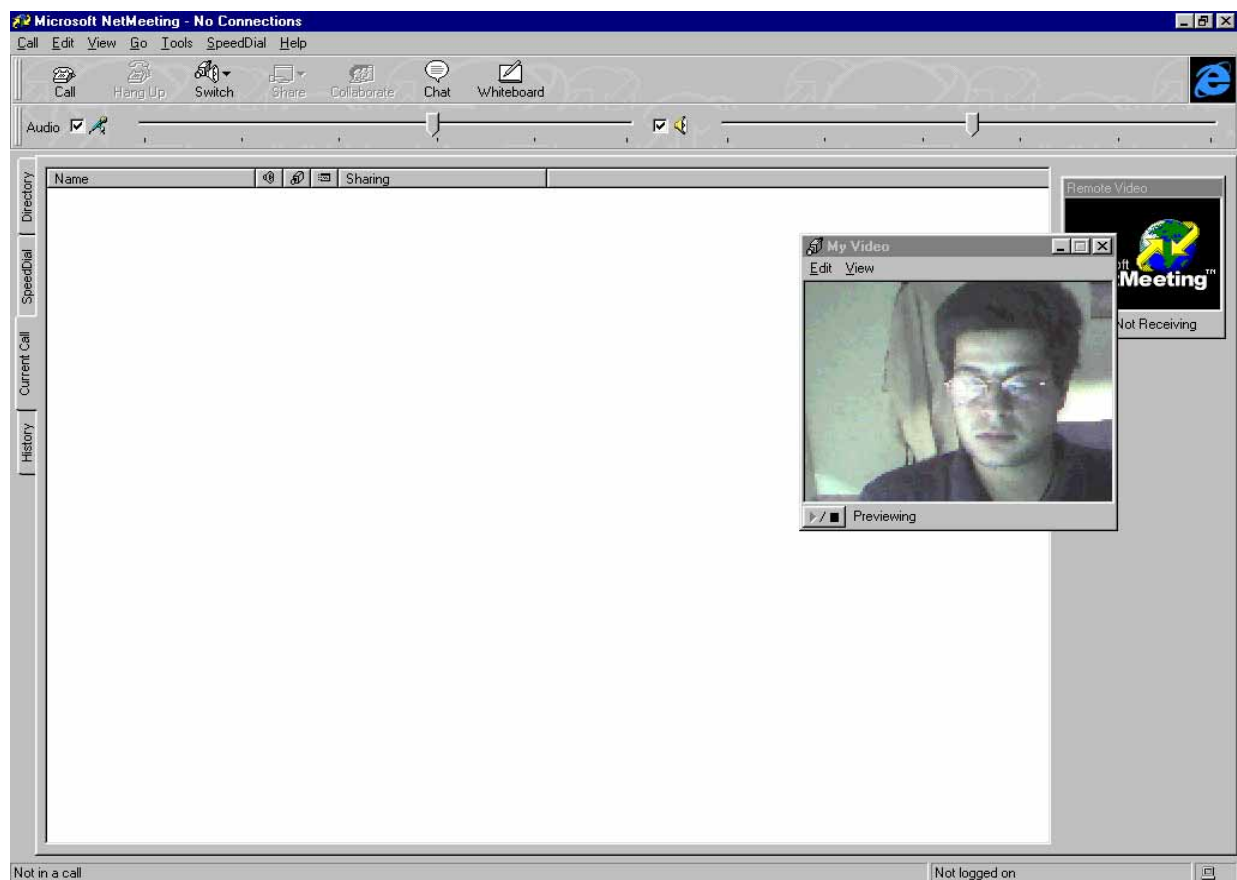 Microsoft NetMeeting - No Connections
Call Edit View Go Tools SpeedDial Help
Call Hang Up Switch Share Collaborate Chat Whiteboard
Audio
Directory
SpeedDial
Current Call
History
Name Sharing
Remote Video
Meeting™
Not Receiving
My Video
Edit View
Previewing
Not in a call Not logged on